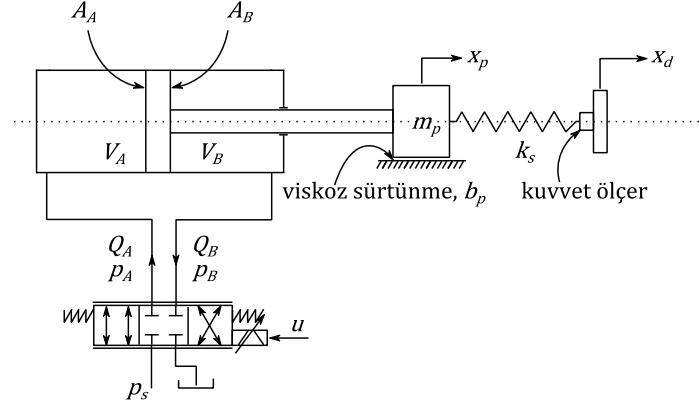 A_A A_B
x_p x_d
m_p
V_A V_B k_s
viskoz sürtünme, b_p kuvvet ölçer
Q_A Q_B
p_A p_B
u
p_s